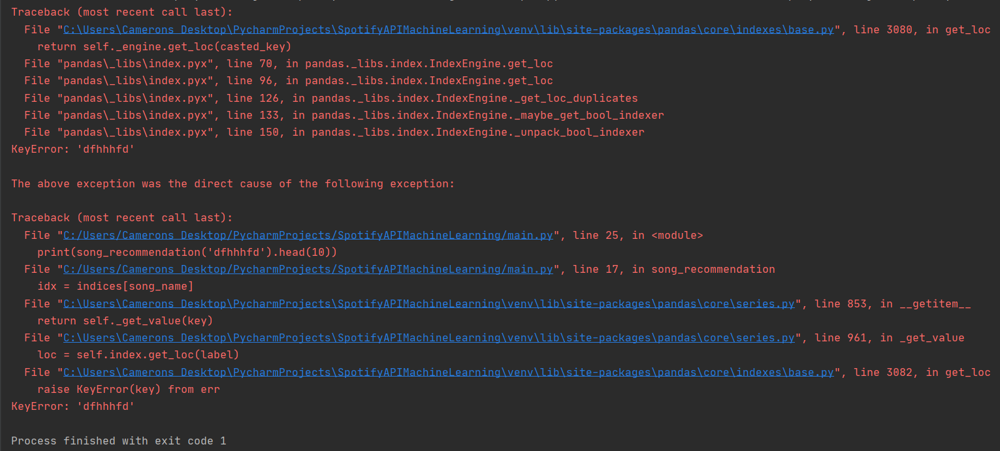 Traceback (most recent call last):
  File "C:\Users\Camerons Desktop\PycharmProjects\SpotifyAPIMachineLearning\venv\lib\site-packages\pandas\core\indexes\base.py", line 3080, in get_loc
    return self._engine.get_loc(casted_key)
  File "pandas\_libs\index.pyx", line 70, in pandas._libs.index.IndexEngine.get_loc
  File "pandas\_libs\index.pyx", line 96, in pandas._libs.index.IndexEngine.get_loc
  File "pandas\_libs\index.pyx", line 126, in pandas._libs.index.IndexEngine._get_loc_duplicates
  File "pandas\_libs\index.pyx", line 133, in pandas._libs.index.IndexEngine._maybe_get_bool_indexer
  File "pandas\_libs\index.pyx", line 150, in pandas._libs.index.IndexEngine._unpack_bool_indexer
KeyError: 'dfhhhfd'

The above exception was the direct cause of the following exception:

Traceback (most recent call last):
  File "C:/Users/Camerons Desktop/PycharmProjects/SpotifyAPIMachineLearning/main.py", line 25, in <module>
    print(song_recommendation('dfhhhfd').head(10))
  File "C:/Users/Camerons Desktop/PycharmProjects/SpotifyAPIMachineLearning/main.py", line 17, in song_recommendation
    idx = indices[song_name]
  File "C:\Users\Camerons Desktop\PycharmProjects\SpotifyAPIMachineLearning\venv\lib\site-packages\pandas\core\series.py", line 853, in __getitem__
    return self._get_value(key)
  File "C:\Users\Camerons Desktop\PycharmProjects\SpotifyAPIMachineLearning\venv\lib\site-packages\pandas\core\series.py", line 961, in _get_value
    loc = self.index.get_loc(label)
  File "C:\Users\Camerons Desktop\PycharmProjects\SpotifyAPIMachineLearning\venv\lib\site-packages\pandas\core\indexes\base.py", line 3082, in get_loc
    raise KeyError(key) from err
KeyError: 'dfhhhfd'

Process finished with exit code 1